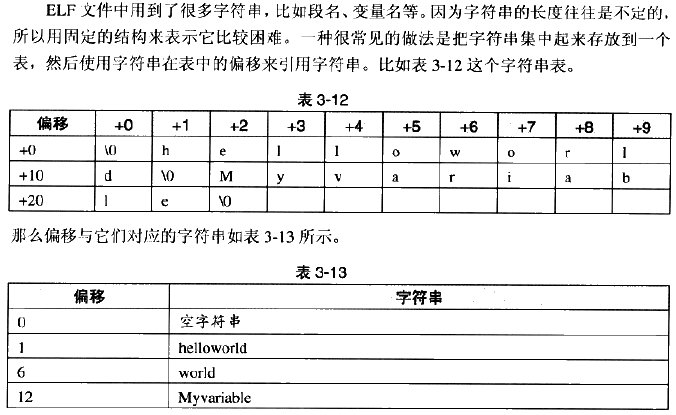 ELF 文件中用到了很多字符串，比如段名、变量名等。因为字符串的长度往往是不定的，
所以用固定的结构来表示它比较困难。一种很常见的做法是把字符串集中起来存放到一个
表，然后使用字符串在表中的偏移来引用字符串。比如表 3-12 这个字符串表。
表 3-12
偏移 +0 +1 +2 +3 +4 +5 +6 +7 +8 +9
+0 \0 h e l l o w o r l
+10 d \0 M y v a r i a b
+20 l e \0
那么偏移与它们对应的字符串如表 3-13 所示。
表 3-13
偏移 字符串
0 空字符串
1 helloworld
6 world
12 Myvariable